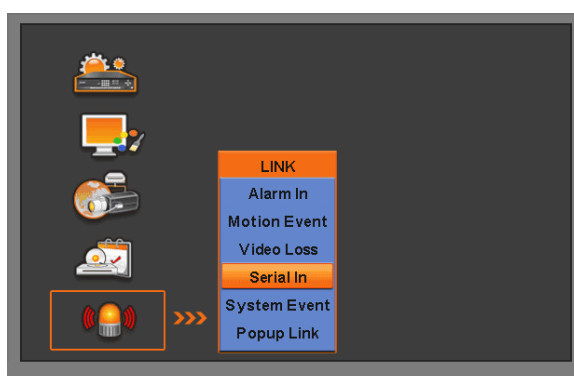 LINK
Alarm In
Motion Event
Video Loss
Serial In
System Event
Popup Link